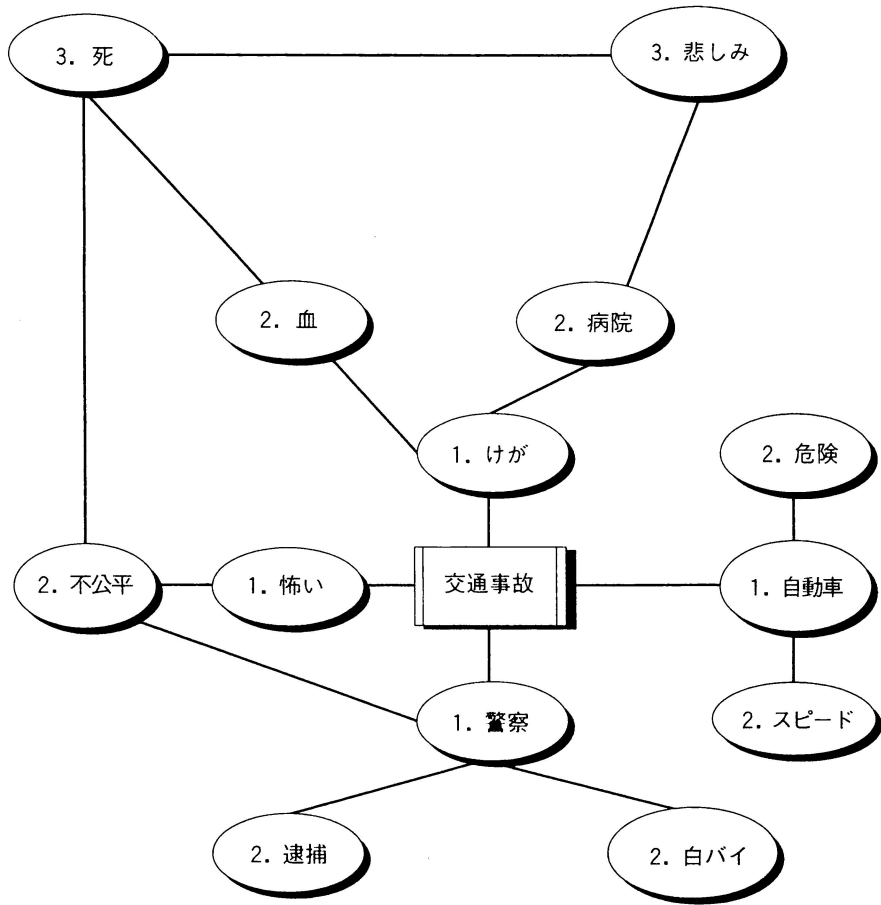 3. 死
3. 悲しみ
2. 血
2. 病院
1. けが
2. 危険
2. 不公平
1. 怖い
交通事故
1. 自動車
1. 警察
2. スピード
2. 逮捕
2. 白バイ